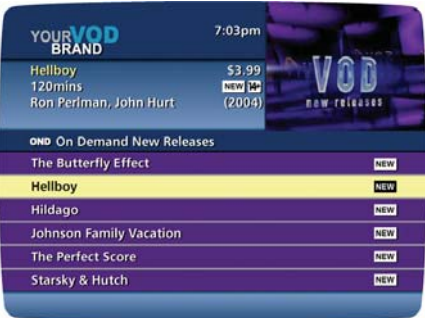 YOURVOD
BRAND
7:03pm
Hellboy $3.99
120mins NEW 14+
Ron Perlman, John Hurt (2004)
VOD
new releases
OND On Demand New Releases
The Butterfly Effect NEW
Hellboy NEW
Hildago NEW
Johnson Family Vacation NEW
The Perfect Score NEW
Starsky & Hutch NEW